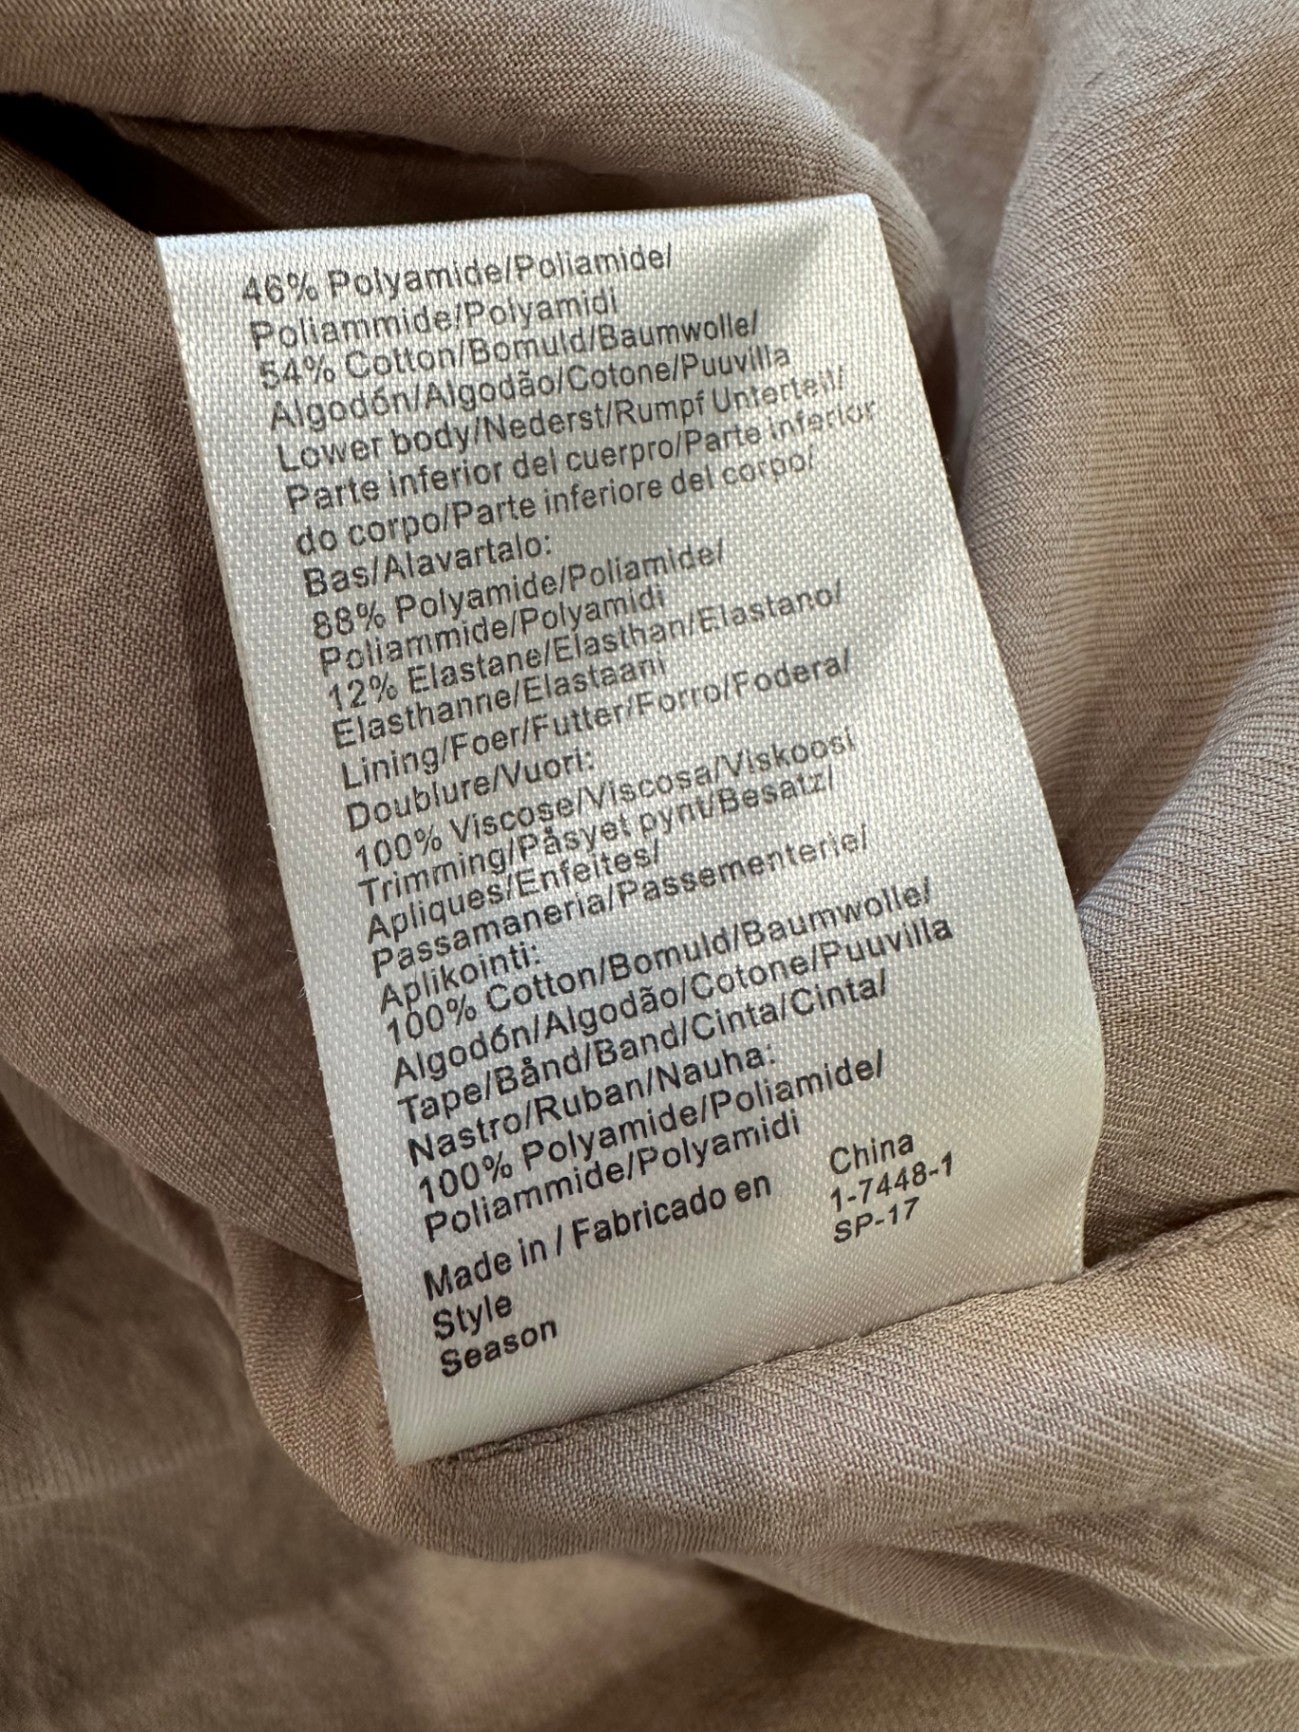 46% Polyamide/Poliamide/
Poliammide/Polyamidi
54% Cotton/Bomuld/Baumwolle/
Algodón/Algodão/Cotone/Puuvilla
Lower body/Nederst/Rumpf Unterteil/
Parte inferior del cuerpro/Parte inferior
do corpo/Parte inferiore del corpo/
Bas/Alavartalo:
88% Polyamide/Poliamide/
Poliammide/Polyamidi
12% Elastane/Elasthan/Elastano/
Elasthanne/Elastaani
Lining/Foer/Futter/Forro/Fodera/
Doublure/Vuori:
100% Viscose/Viscosa/Viskoosi
Trimming/Påsyet pynt/Besatz/
Apliques/Enfeites/
Passamaneria/Passementerie/
Aplikointi:
100% Cotton/Bomuld/Baumwolle/
Algodón/Algodão/Cotone/Puuvilla
Tape/Bånd/Band/Cinta/Cinta/
Nastro/Ruban/Nauha:
100% Polyamide/Poliamide/
Poliammide/Polyamidi
Made in / Fabricado en China
Style 1-7448-1
Season SP-17